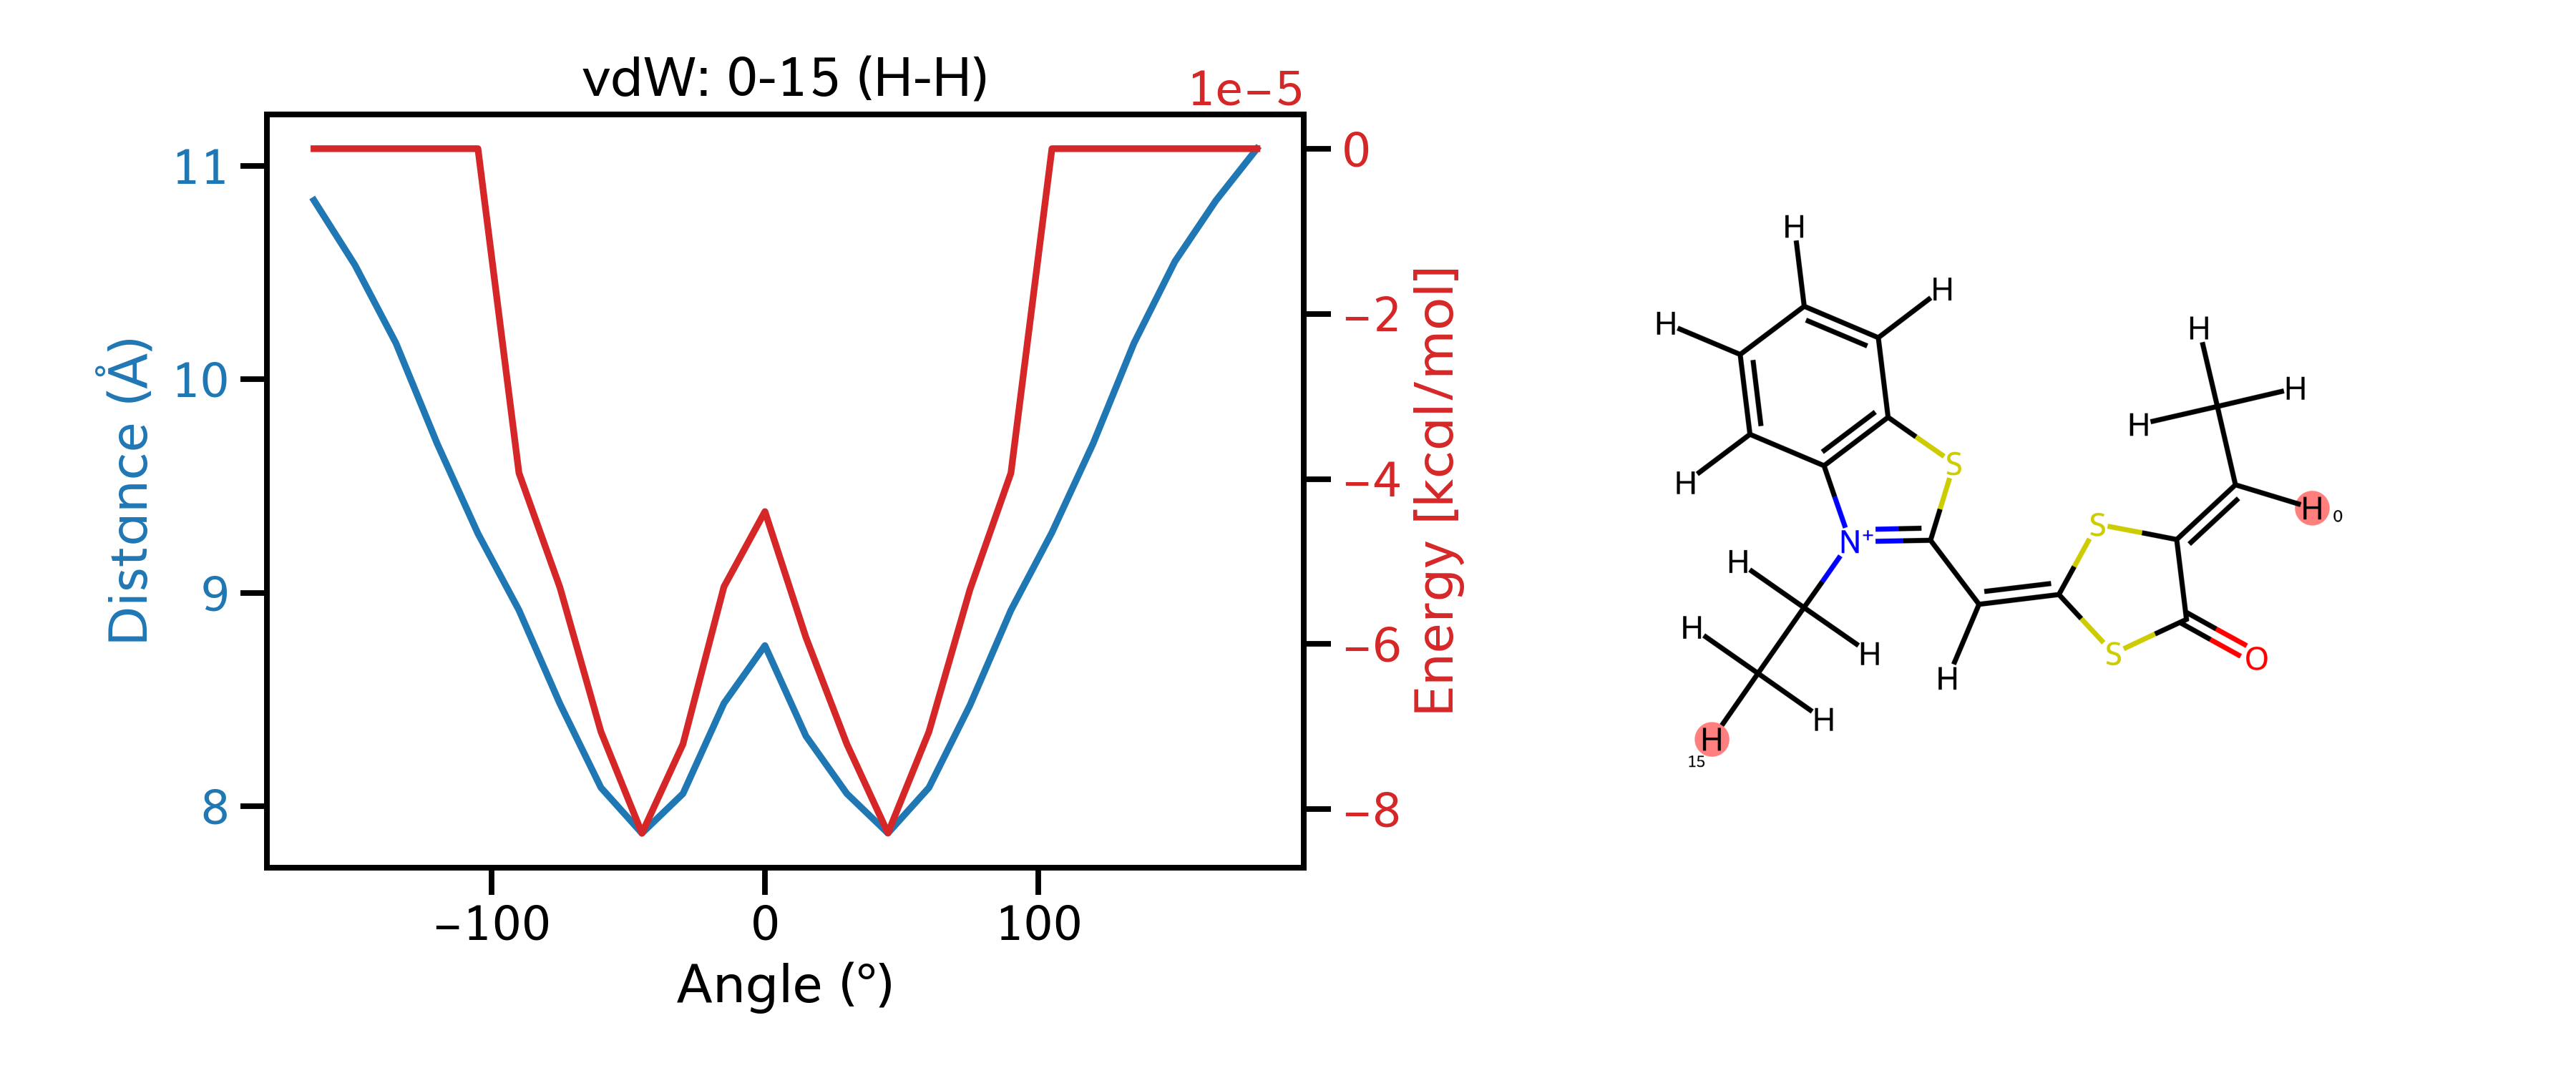 vdW: 0-15 (H-H)
1e−5
Distance (Å)
11
10
9
8
0
−2
−4
−6
−8
Energy [kcal/mol]
−100
0
100
Angle (°)
H
H
H
H
H
H
H
H
0
S
S
N+
H
H
H
H
H
15
H
S
O